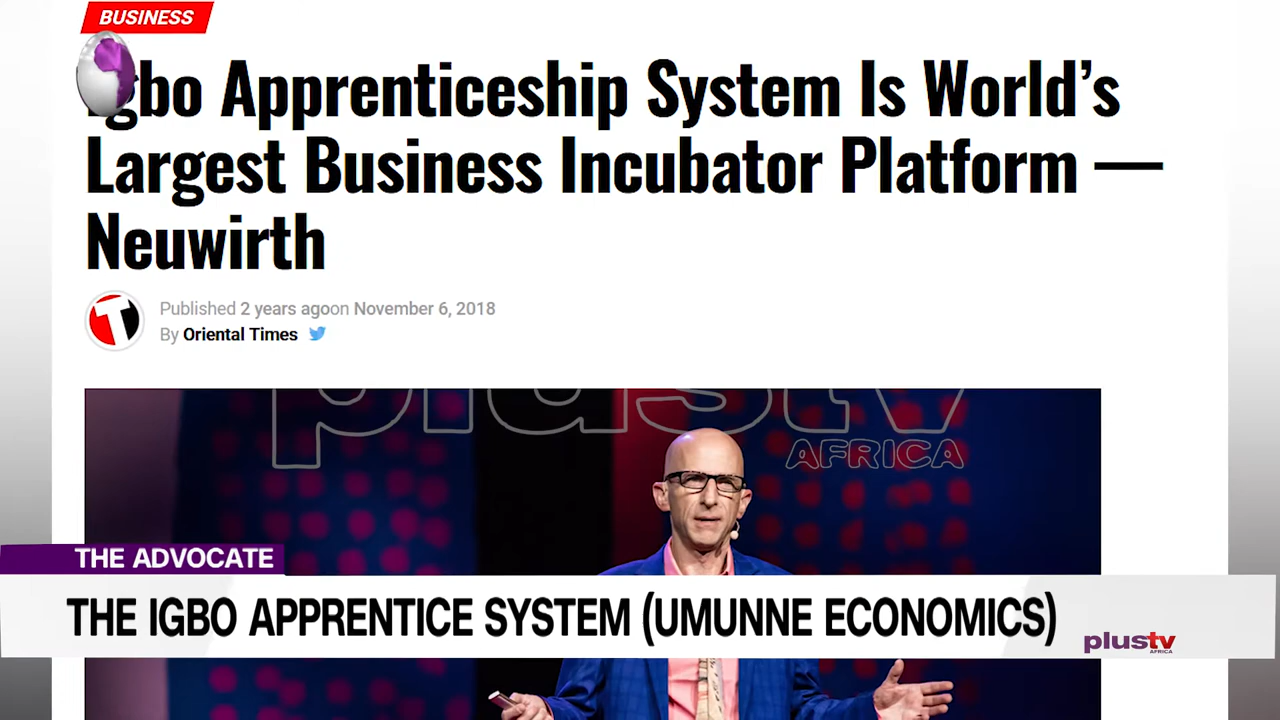 BUSINESS
Igbo Apprenticeship System Is World's
Largest Business Incubator Platform —
Neuwirth
Published 2 years agoon November 6, 2018
By Oriental Times
plustv
AFRICA
THE ADVOCATE
THE IGBO APPRENTICE SYSTEM (UMUNNE ECONOMICS)
plustv
AFRICA